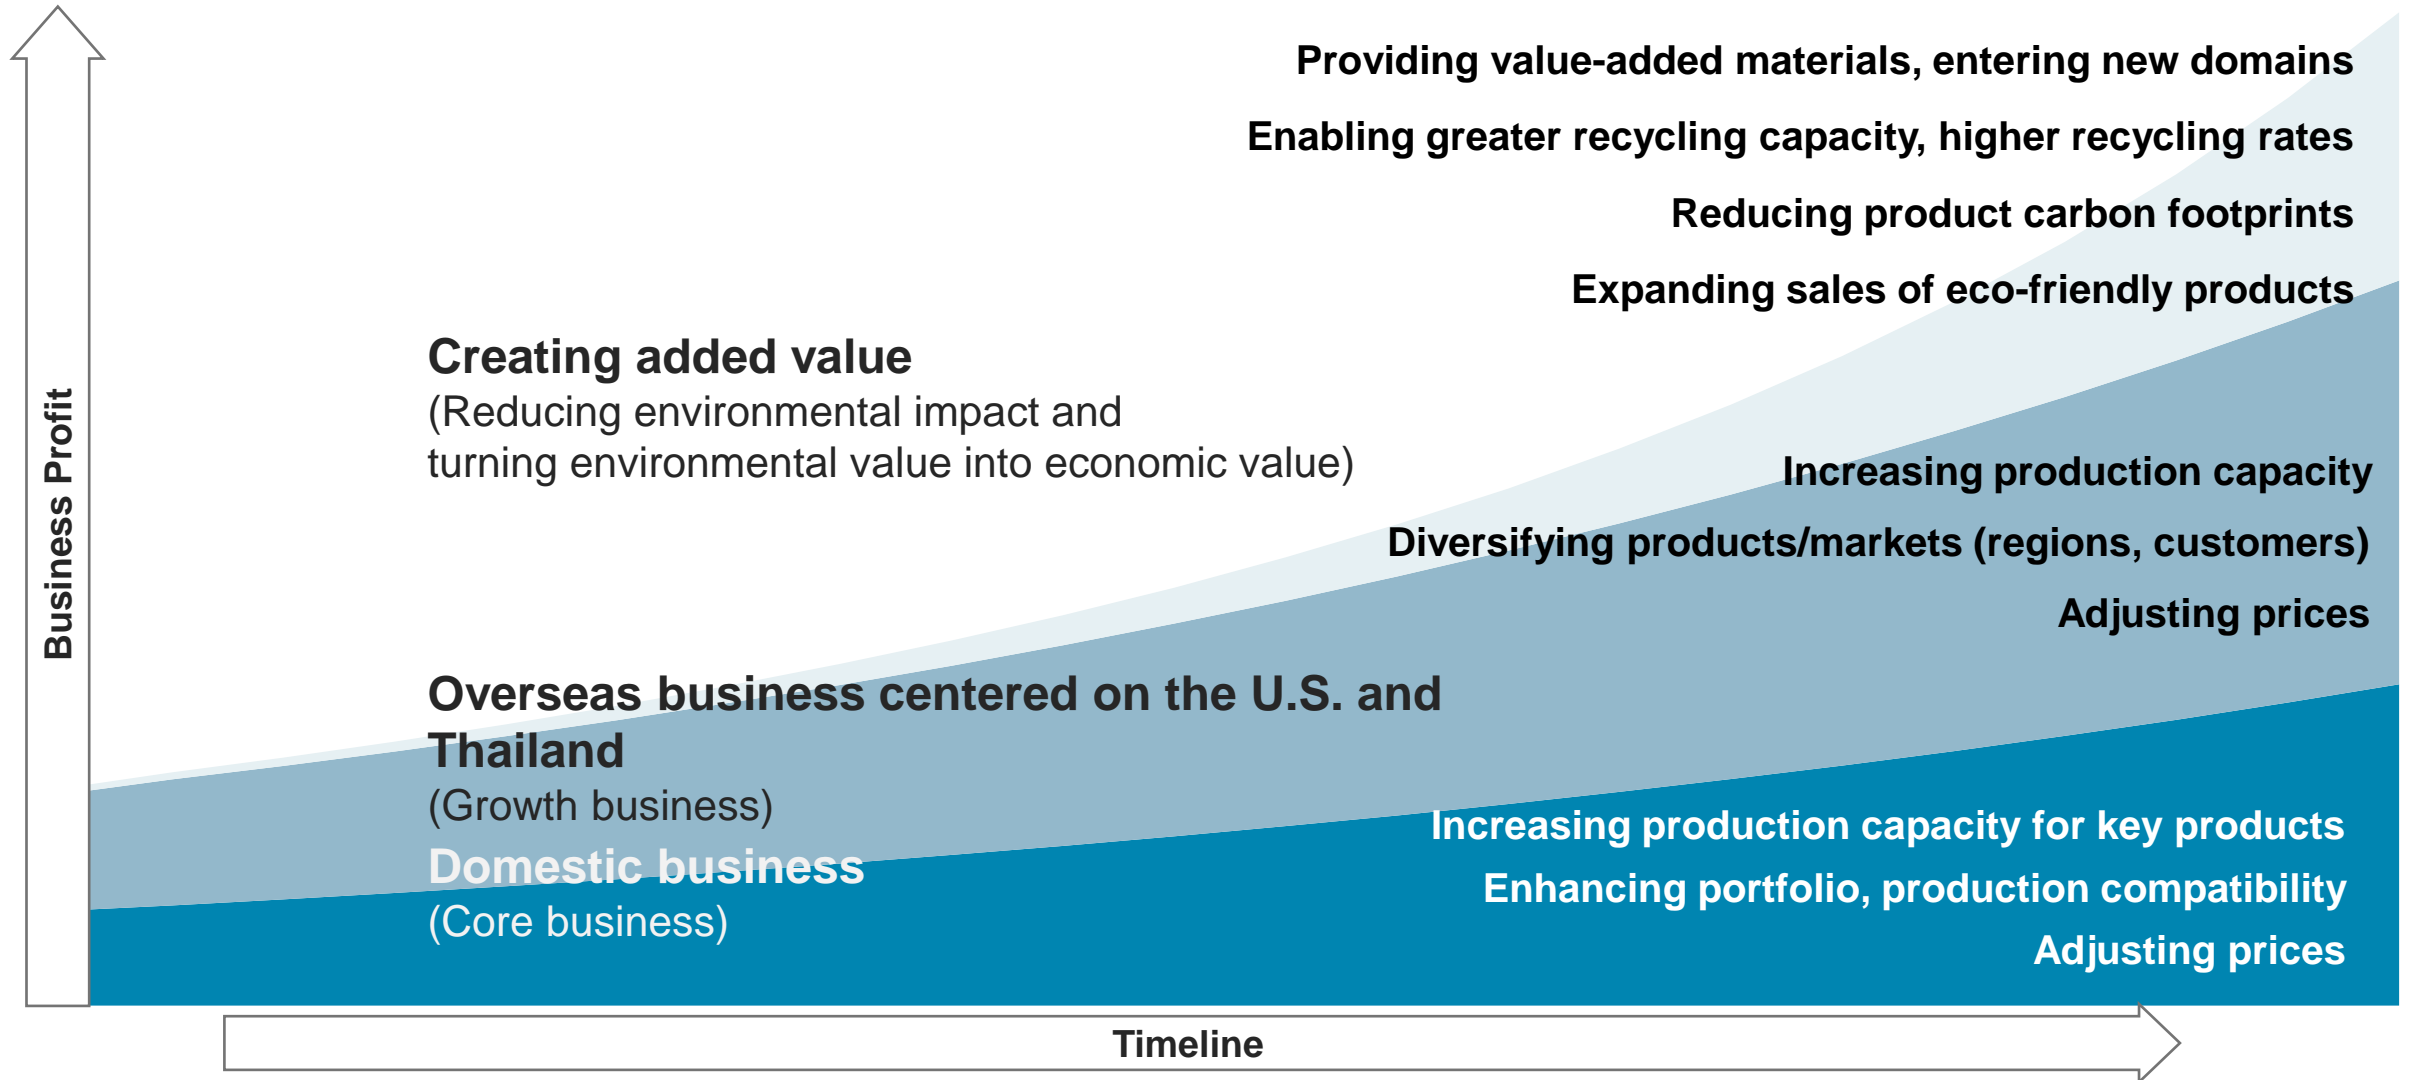 Providing value-added materials, entering new domains
Enabling greater recycling capacity, higher recycling rates
Reducing product carbon footprints
Expanding sales of eco-friendly products
Creating added value
(Reducing environmental impact and
turning environmental value into economic value)
Increasing production capacity
Diversifying products/markets (regions, customers)
Adjusting prices
Business Profit
Overseas business centered on the U.S. and
Thailand
(Growth business)
Domestic business
(Core business)
Increasing production capacity for key products
Enhancing portfolio, production compatibility
Adjusting prices
Timeline